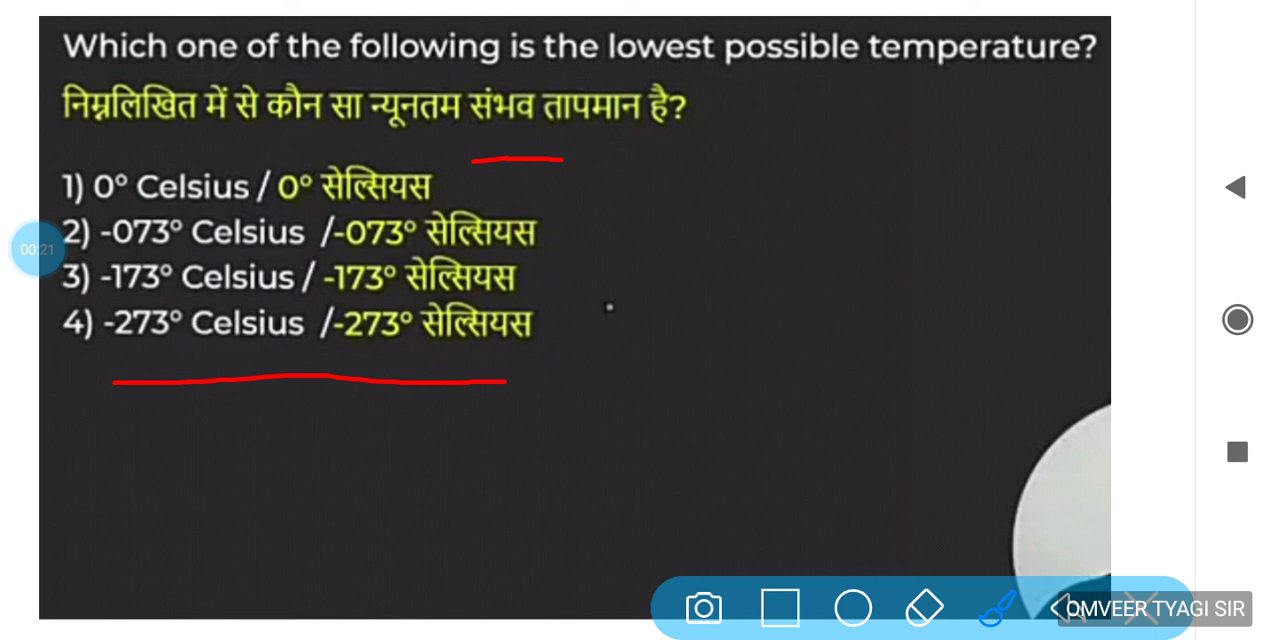 Which one of the following is the lowest possible temperature?
निम्नलिखित में से कौन सा न्यूनतम संभव तापमान है?
1) 0° Celsius / 0° सेल्सियस
2) -073° Celsius /-073° सेल्सियस
00:21
3) -173° Celsius / -173° सेल्सियस
4) -273° Celsius /-273° सेल्सियस
OMVEER TYAGI SIR